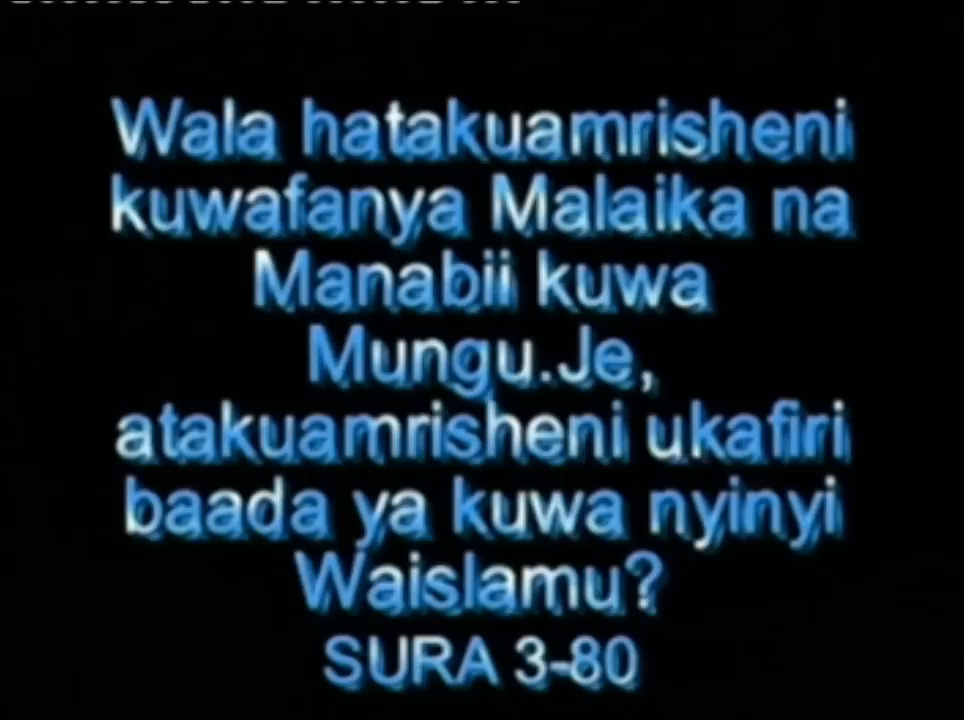 Wala hatakuamrisheni
kuwafanya Malaika na
Manabii kuwa
Mungu.Je,
atakuamrisheni ukafiri
baada ya kuwa nyinyi
Waislamu?
SURA 3-80